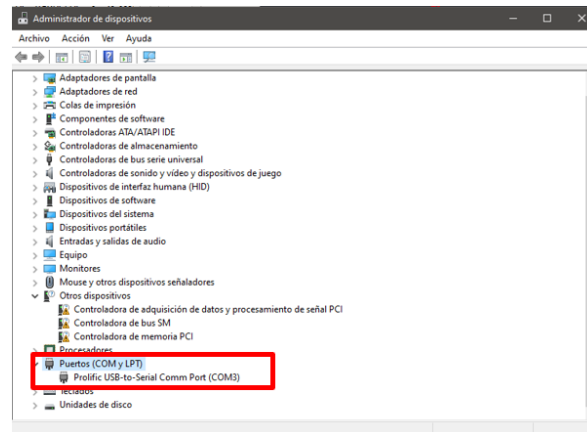 Administrador de dispositivos
Archivo Acción Ver Ayuda
Adaptadores de pantalla
Adaptadores de red
Colas de impresión
Componentes de software
Controladoras ATA/ATAPI IDE
Controladoras de almacenamiento
Controladoras de bus serie universal
Controladoras de sonido y vídeo y dispositivos de juego
Dispositivos de interfaz humana (HID)
Dispositivos de software
Dispositivos del sistema
Dispositivos portátiles
Entradas y salidas de audio
Equipo
Monitores
Mouse y otros dispositivos señaladores
Otros dispositivos
Controladora de adquisición de datos y procesamiento de señal PCI
Controladora de bus SM
Controladora de memoria PCI
Procesadores
Puertos (COM y LPT)
Prolific USB-to-Serial Comm Port (COM3)
Teclados
Unidades de disco